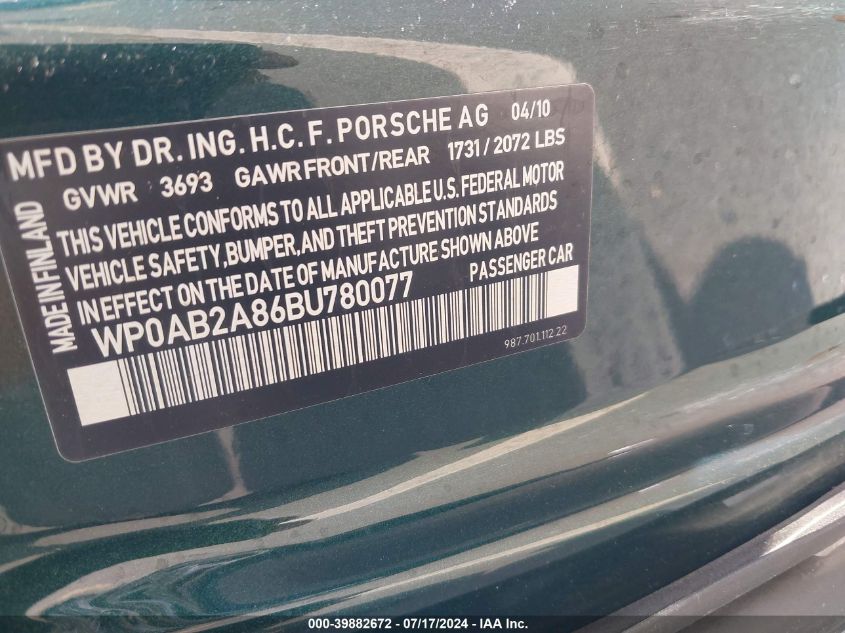 MFD BY DR. ING. H.C. F. PORSCHE AG 04/10
GVWR 3693 GAWR FRONT/REAR 1731 / 2072 LBS
MADE IN FINLAND
THIS VEHICLE CONFORMS TO ALL APPLICABLE U.S. FEDERAL MOTOR
VEHICLE SAFETY, BUMPER, AND THEFT PREVENTION STANDARDS
IN EFFECT ON THE DATE OF MANUFACTURE SHOWN ABOVE
WP0AB2A86BU780077 PASSENGER CAR
987.701.112.22
000-39882672 / 07/17/2024 - IAA Inc.